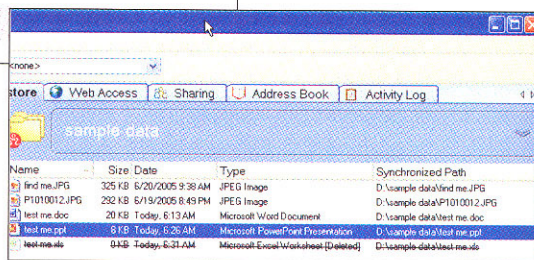 <none>
tore Web Access Sharing Address Book Activity Log
sample data
Name Size Date Type Synchronized Path
find me.JPG 325 KB 6/20/2005 9:38 AM JPEG Image D:\sample data\find me.JPG
P1010012.JPG 292 KB 6/19/2005 8:49 PM JPEG Image D:\sample data\P1010012.JPG
test me.doc 20 KB Today, 6:13 AM Microsoft Word Document D:\sample data\test me.doc
test me.ppt 8 KB Today, 6:26 AM Microsoft PowerPoint Presentation D:\sample data\test me.ppt
test me.xls 0 KB Today, 6:31 AM Microsoft Excel Worksheet [Deleted] D:\sample data\test me.xls